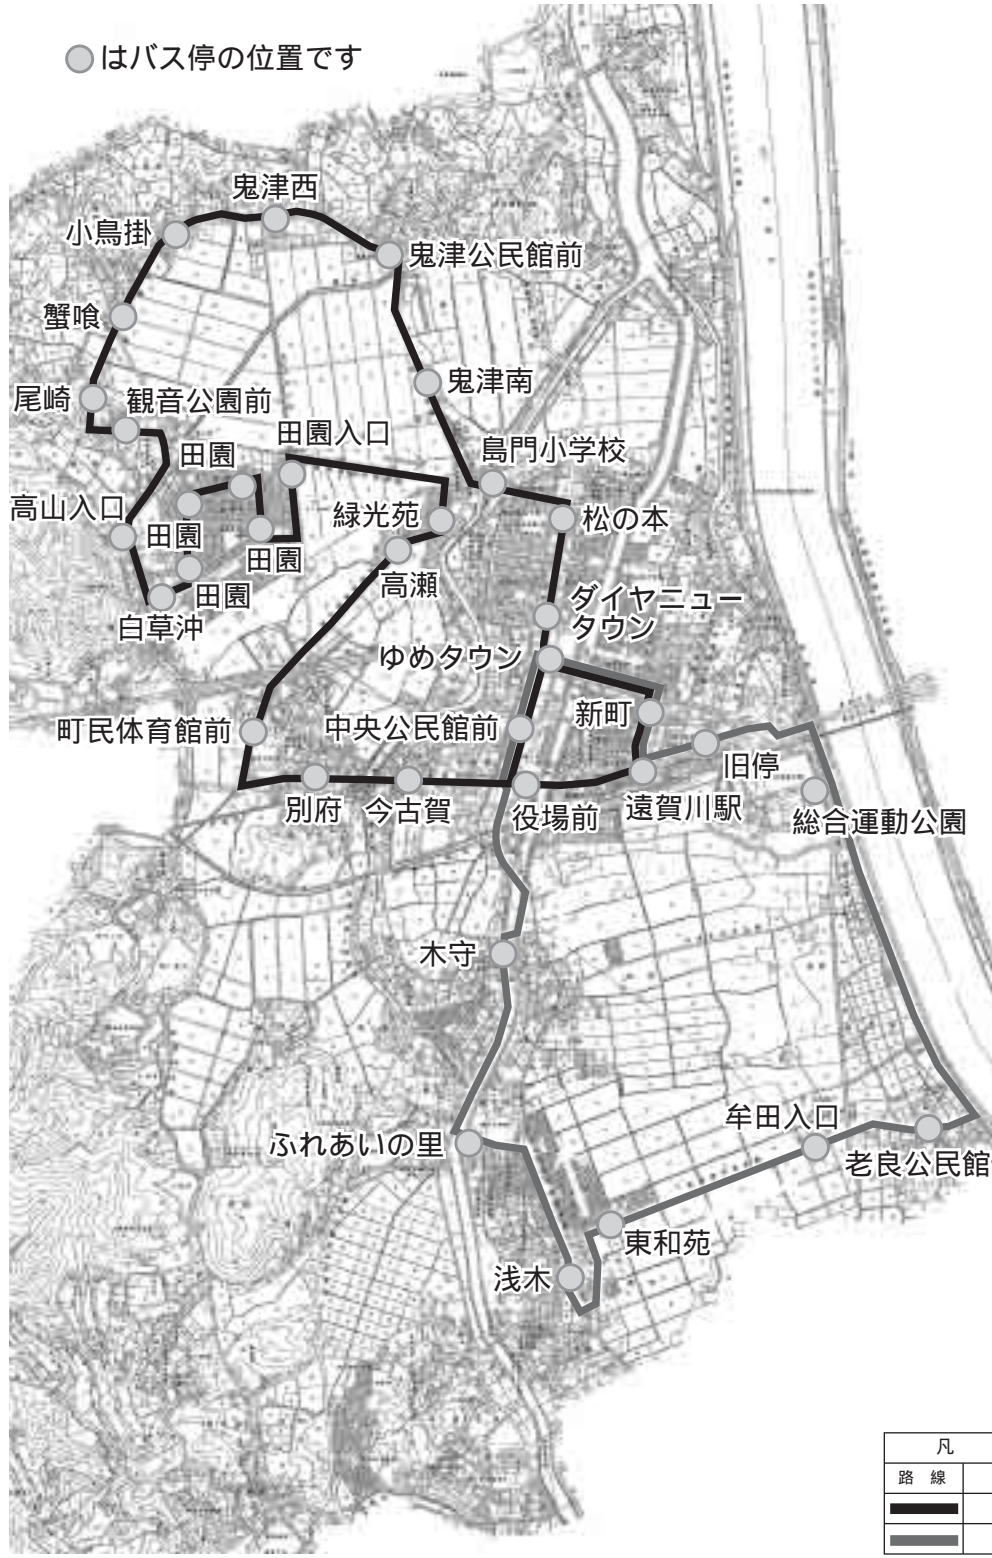 はバス停の位置です
鬼津西
小鳥掛
鬼津公民館前
蟹喰
鬼津南
尾崎
観音公園前
田園入口
田園
島門小学校
高山入口
田園
緑光苑
松の本
田園
高瀬
田園
白草沖
ダイヤニュー
タウン
ゆめタウン
町民体育館前
中央公民館前
新町
旧停
別府
今古賀
役場前
遠賀川駅
総合運動公園
木守
牟田入口
ふれあいの里
老良公民館
東和苑
浅木
凡
路 線